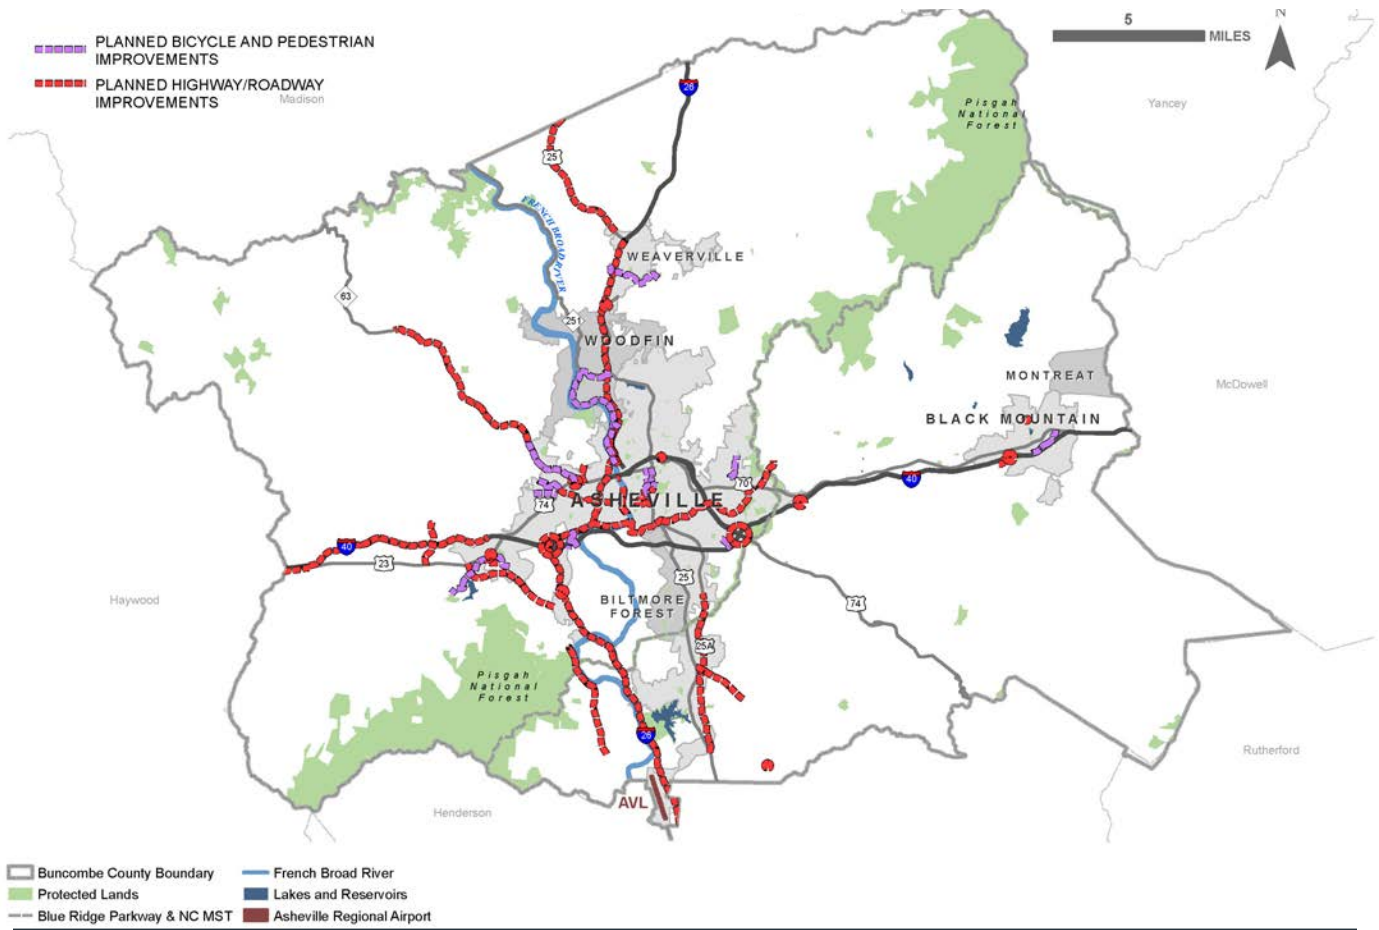 5
N
MILES
PLANNED BICYCLE AND PEDESTRIAN
IMPROVEMENTS
PLANNED HIGHWAY/ROADWAY
IMPROVEMENTS
Madison
26
Pisgah
National
Forest
Yancey
25
FRENCH BROAD RIVER
WEAVERVILLE
63
251
WOODFIN
MONTREAT
McDowell
BLACK MOUNTAIN
40
70
74
ASHEVILLE
40
23
25
74
Haywood
BILTMORE
FOREST
25A
Pisgah
National
Forest
26
Rutherford
AVL
Henderson
Buncombe County Boundary
Protected Lands
Blue Ridge Parkway & NC MST
French Broad River
Lakes and Reservoirs
Asheville Regional Airport